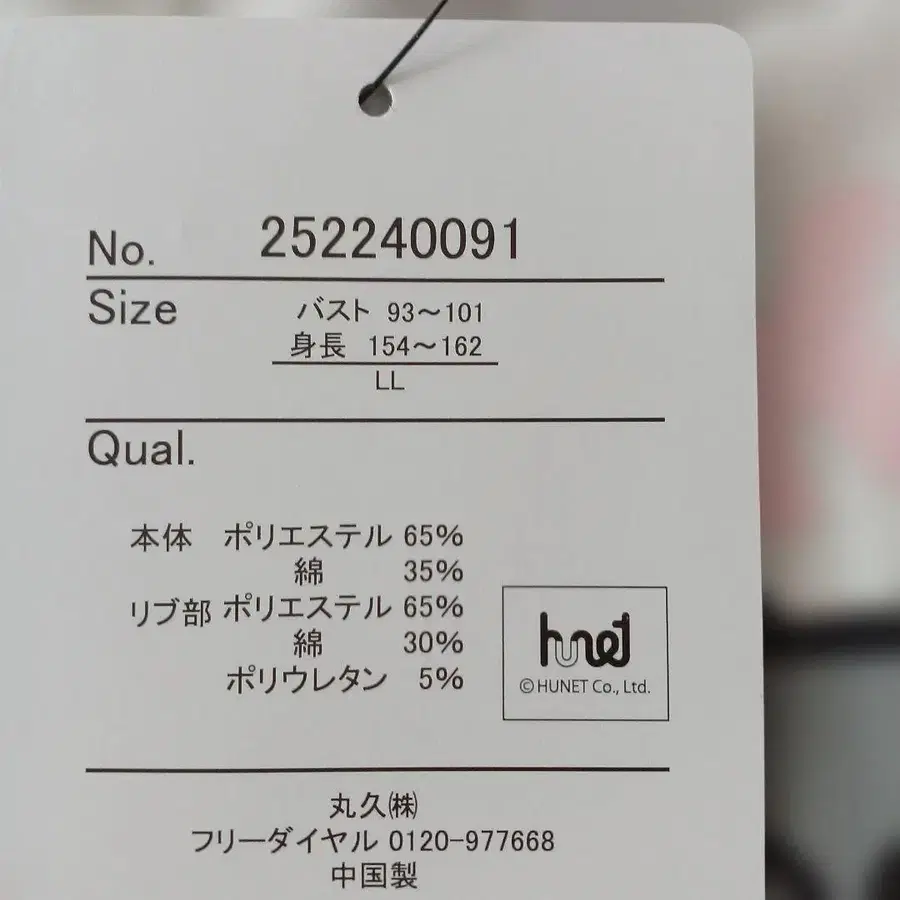 No. 252240091
Size バスト 93～101
身長 154～162
LL
Qual.
本体 ポリエステル 65%
綿 35%
リブ部 ポリエステル 65%
綿 30%
ポリウレタン 5%
hunet
©HUNET Co., Ltd.
丸久㈱
フリーダイヤル 0120-977668
中国製